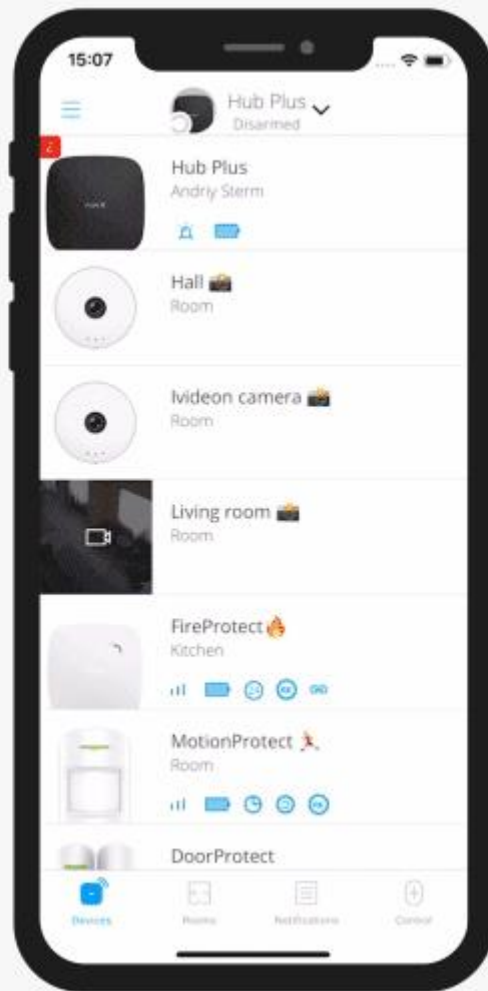 15:07
Hub Plus
Disarmed
Hub Plus
Andriy Sterm
Hall
Room
Ivideon camera
Room
Living room
Room
FireProtect
Kitchen
MotionProtect
Room
DoorProtect
Devices
Rooms
Notifications
Control